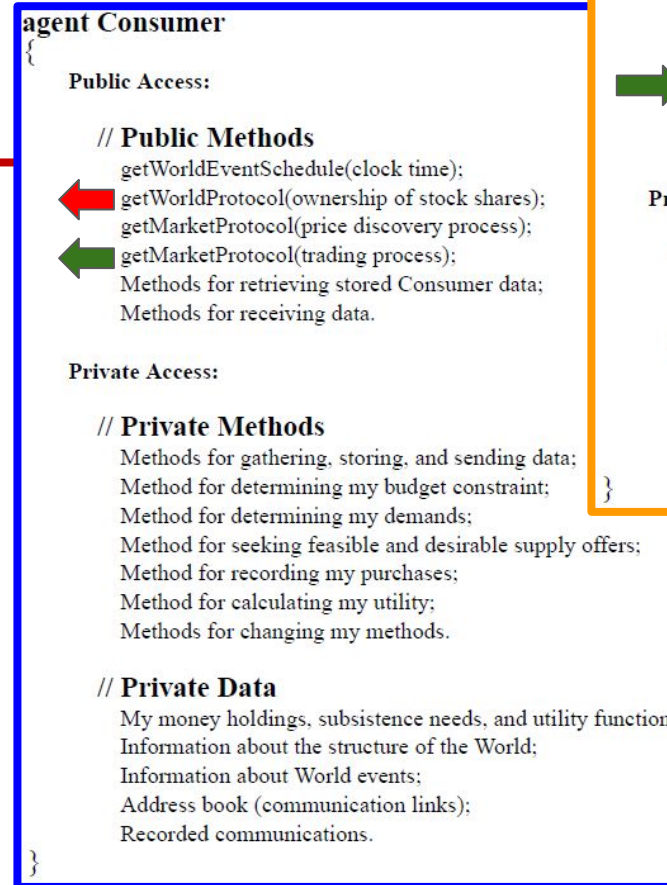 agent Consumer
{
Public Access:
// Public Methods
getWorldEventSchedule(clock time);
getWorldProtocol(ownership of stock shares);
getMarketProtocol(price discovery process);
getMarketProtocol(trading process);
Methods for retrieving stored Consumer data;
Methods for receiving data.
Private Access:
// Private Methods
Methods for gathering, storing, and sending data;
Method for determining my budget constraint;
Method for determining my demands;
Method for seeking feasible and desirable supply offers;
Method for recording my purchases;
Method for calculating my utility;
Methods for changing my methods.
// Private Data
My money holdings, subsistence needs, and utility function
Information about the structure of the World;
Information about World events;
Address book (communication links);
Recorded communications.
}
Pr
}